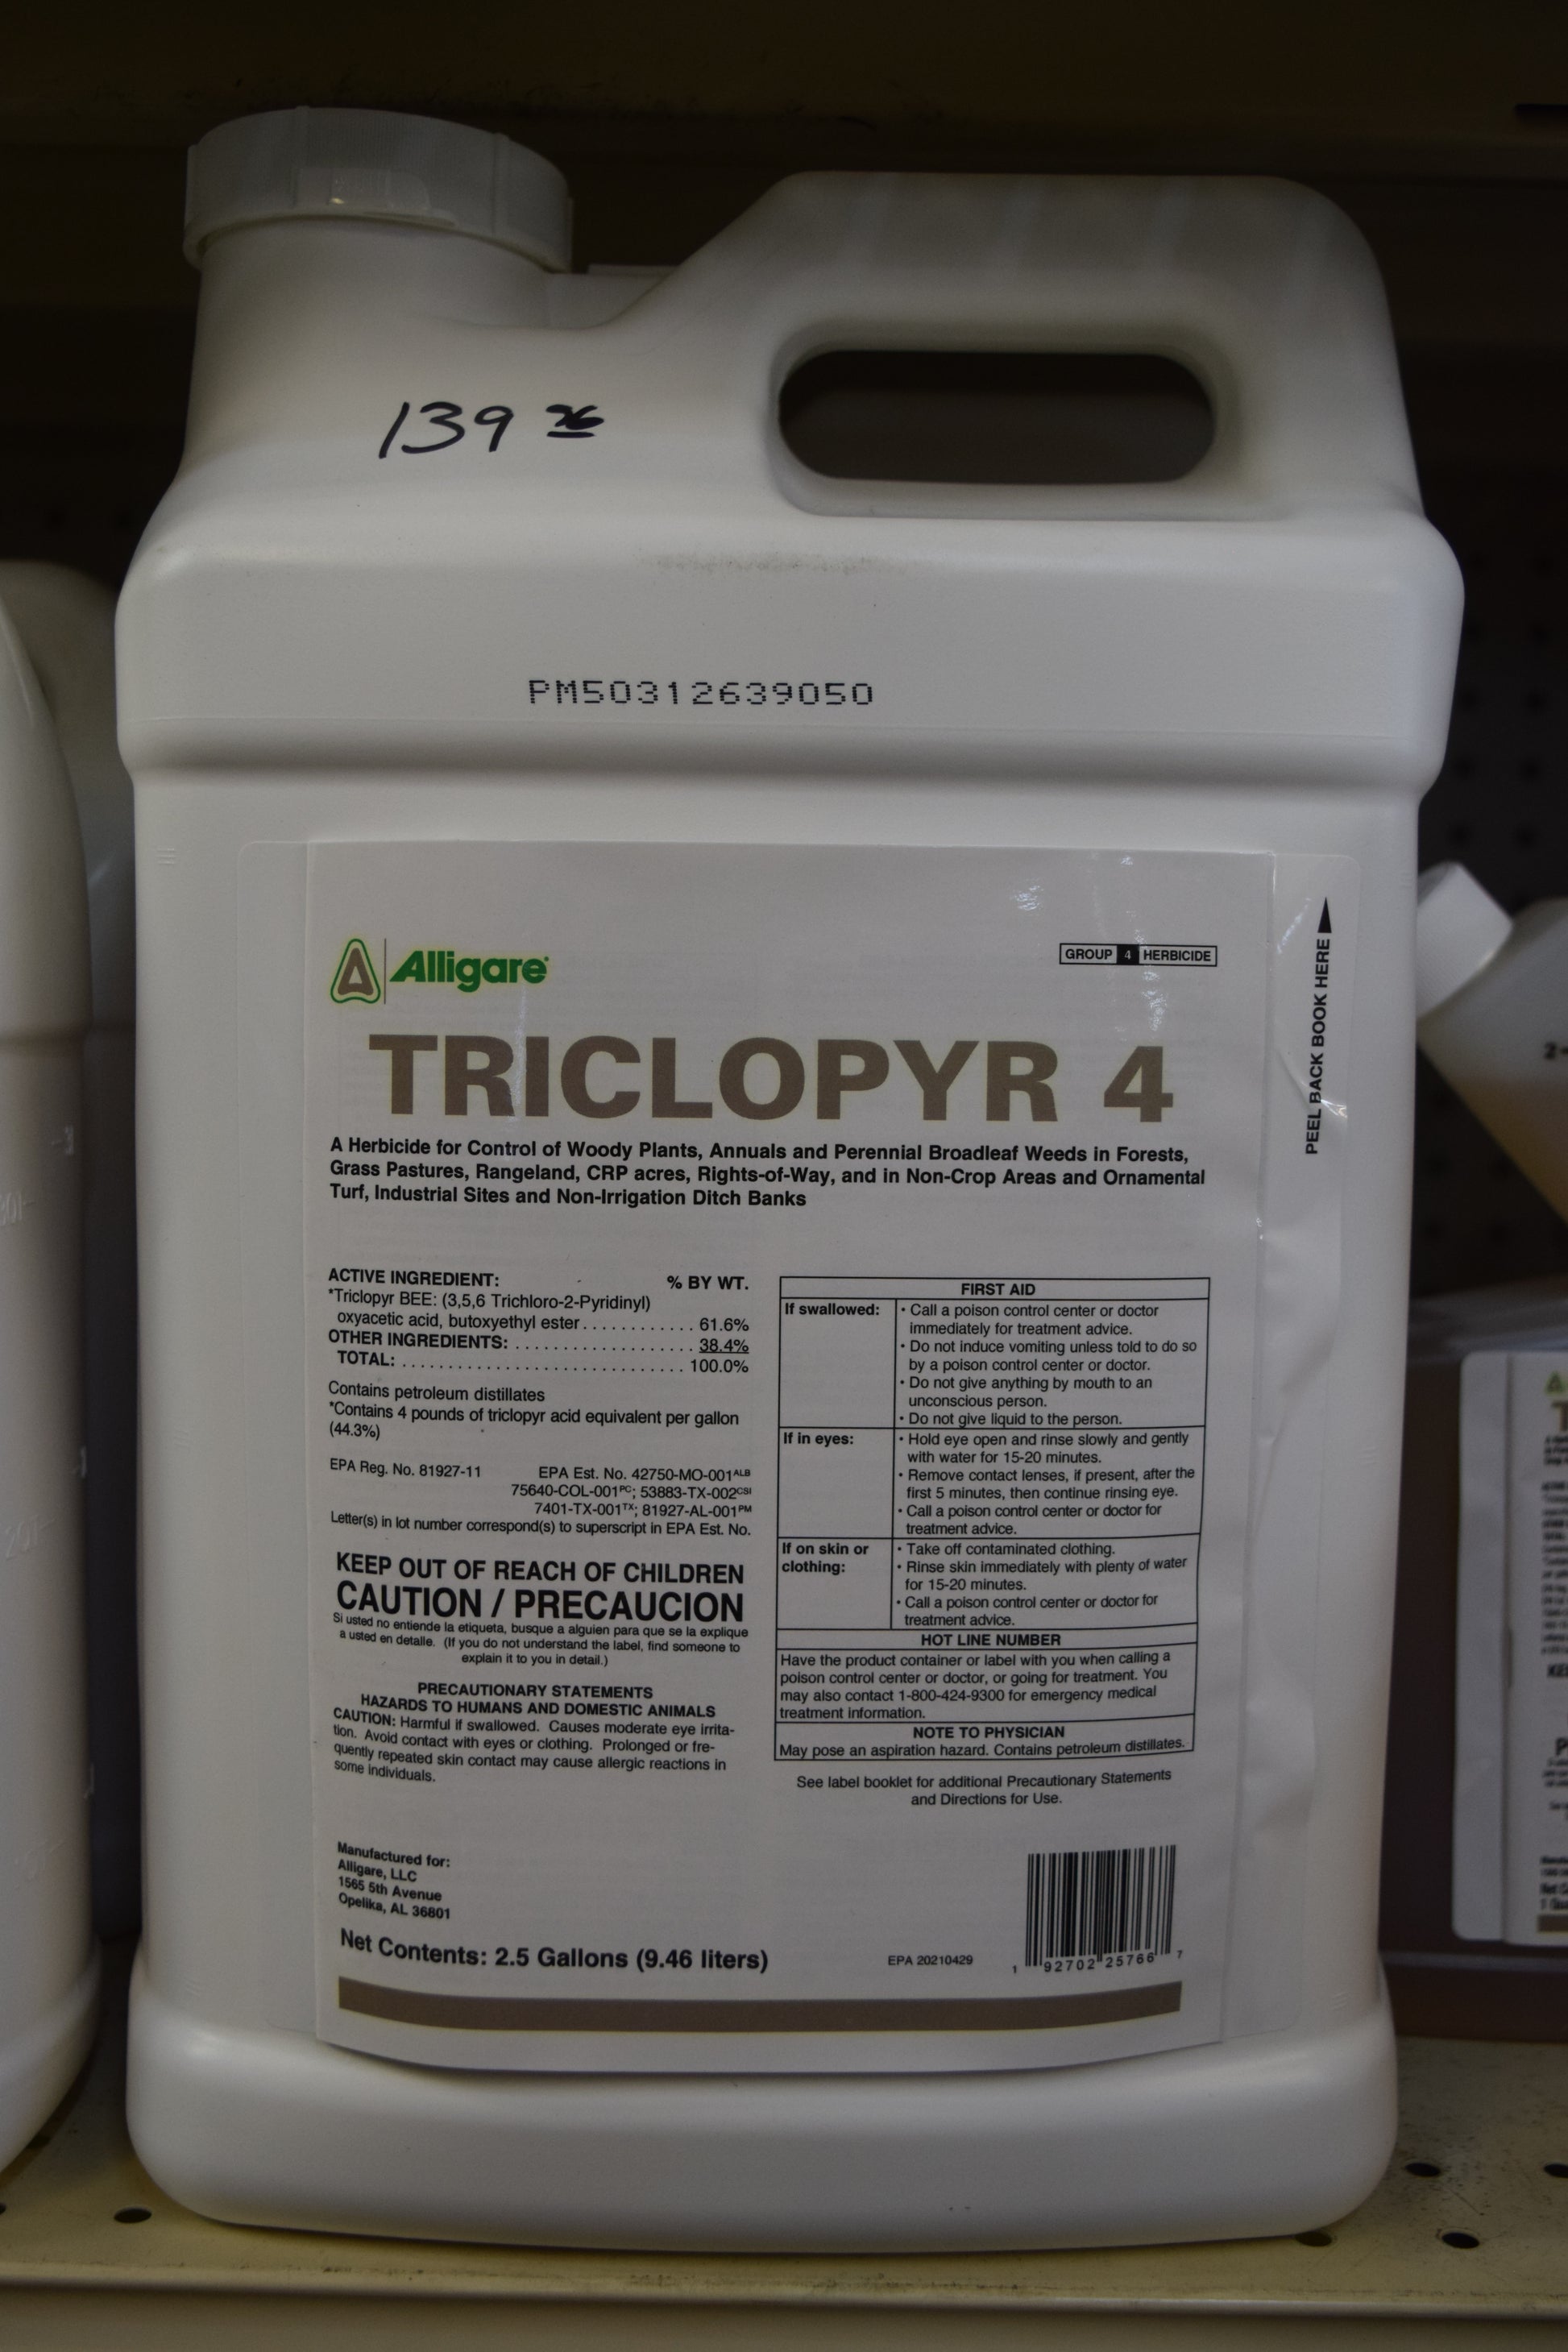 139 26
PM50312639050
Alligare
GROUP 4 HERBICIDE
PEEL BACK BOOK HERE
TRICLOPYR 4
A Herbicide for Control of Woody Plants, Annuals and Perennial Broadleaf Weeds in Forests,
Grass Pastures, Rangeland, CRP acres, Rights-of-Way, and in Non-Crop Areas and Ornamental
Turf, Industrial Sites and Non-Irrigation Ditch Banks
ACTIVE INGREDIENT: % BY WT.
*Triclopyr BEE: (3,5,6 Trichloro-2-Pyridinyl)
oxyacetic acid, butoxyethyl ester . . . . . . . . . . . . 61.6%
OTHER INGREDIENTS: . . . . . . . . . . . . . . . . . . . . 38.4%
TOTAL: . . . . . . . . . . . . . . . . . . . . . . . . . . . . . . . 100.0%
Contains petroleum distillates
*Contains 4 pounds of triclopyr acid equivalent per gallon
(44.3%)
EPA Reg. No. 81927-11 EPA Est. No. 42750-MO-001ALB
75640-COL-001PC; 53883-TX-002CSI
7401-TX-001TX; 81927-AL-001PM
Letter(s) in lot number correspond(s) to superscript in EPA Est. No.
KEEP OUT OF REACH OF CHILDREN
CAUTION / PRECAUCION
Si usted no entiende la etiqueta, busque a alguien para que se la explique
a usted en detalle. (If you do not understand the label, find someone to
explain it to you in detail.)
PRECAUTIONARY STATEMENTS
HAZARDS TO HUMANS AND DOMESTIC ANIMALS
CAUTION: Harmful if swallowed. Causes moderate eye irrita-
tion. Avoid contact with eyes or clothing. Prolonged or fre-
quently repeated skin contact may cause allergic reactions in
some individuals.
FIRST AID
If swallowed: • Call a poison control center or doctor
immediately for treatment advice.
• Do not induce vomiting unless told to do so
by a poison control center or doctor.
• Do not give anything by mouth to an
unconscious person.
• Do not give liquid to the person.
If in eyes: • Hold eye open and rinse slowly and gently
with water for 15-20 minutes.
• Remove contact lenses, if present, after the
first 5 minutes, then continue rinsing eye.
• Call a poison control center or doctor for
treatment advice.
If on skin or • Take off contaminated clothing.
clothing: • Rinse skin immediately with plenty of water
for 15-20 minutes.
• Call a poison control center or doctor for
treatment advice.
HOT LINE NUMBER
Have the product container or label with you when calling a
poison control center or doctor, or going for treatment. You
may also contact 1-800-424-9300 for emergency medical
treatment information.
NOTE TO PHYSICIAN
May pose an aspiration hazard. Contains petroleum distillates.
See label booklet for additional Precautionary Statements
and Directions for Use.
Manufactured for:
Alligare, LLC
1565 5th Avenue
Opelika, AL 36801
Net Contents: 2.5 Gallons (9.46 liters)
EPA 20210429
1 92702 25766 7